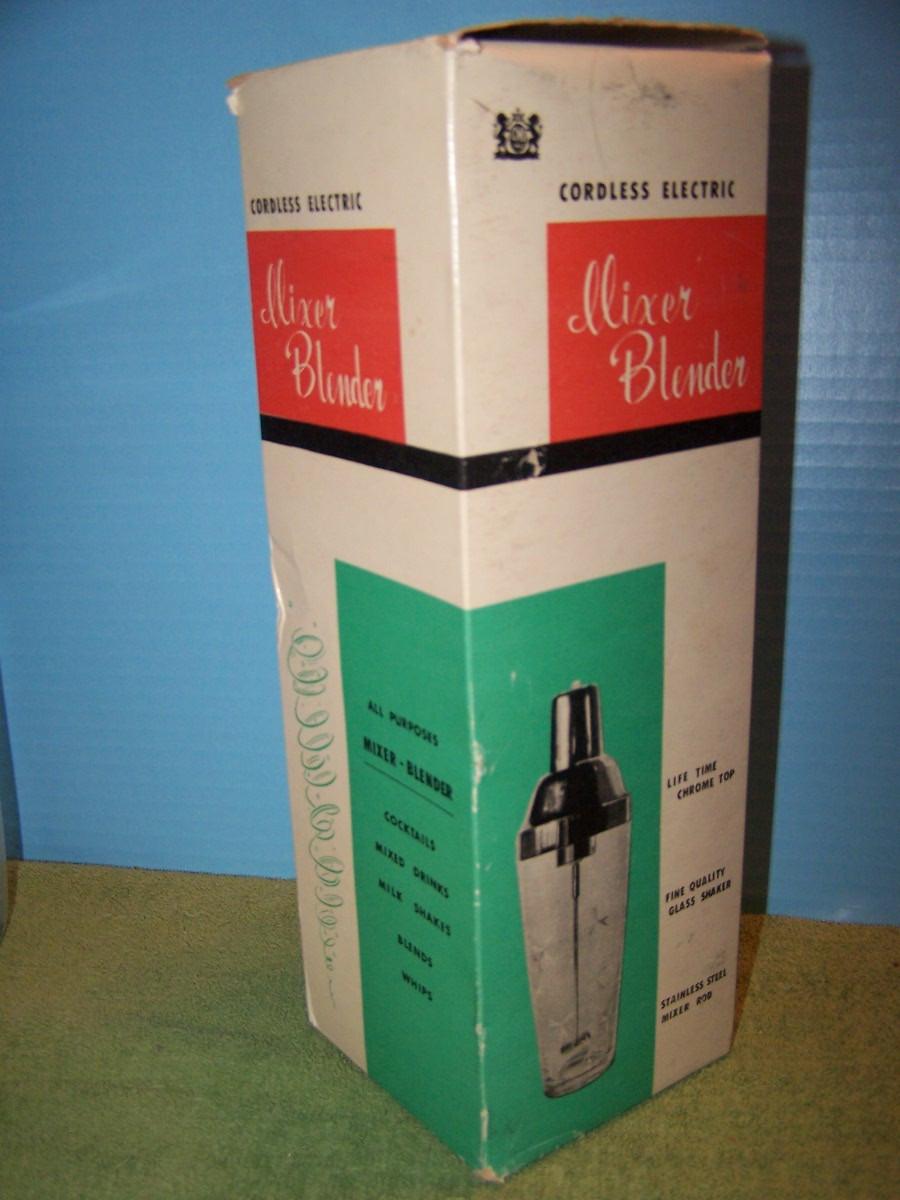 CORDLESS ELECTRIC
Mixer
Blender
ALL PURPOSES
MIXER-BLENDER
COCKTAILS
MIXED DRINKS
MILK SHAKES
BLENDS
WHIPS
CORDLESS ELECTRIC
Mixer
Blender
LIFE TIME
CHROME TOP
FINE QUALITY
GLASS SHAKER
STAINLESS STEEL
MIXER ROD